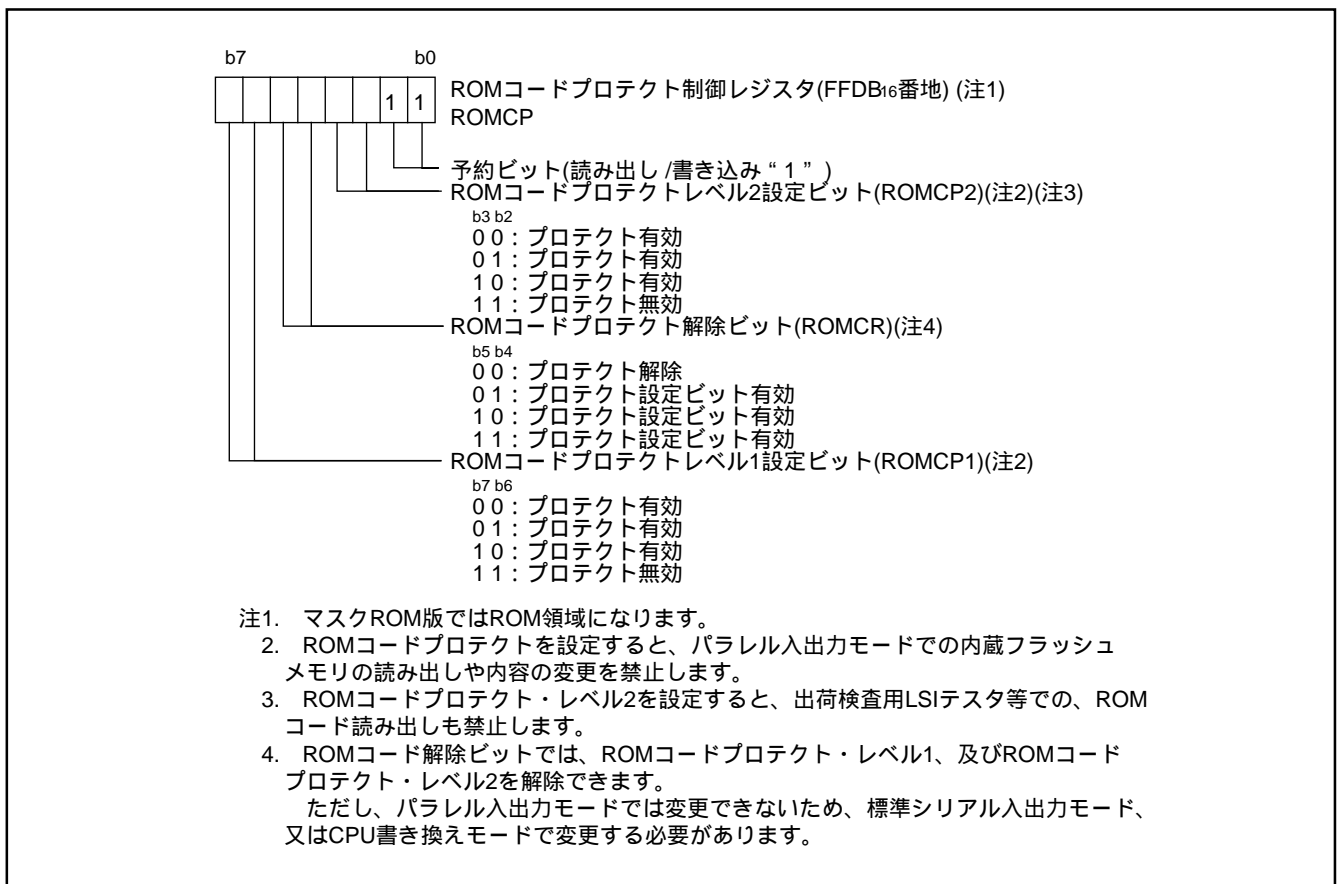 b7 b0
1 1
ROMコードプロテクト制御レジスタ(FFDB16番地) (注1)
ROMCP
予約ビット(読み出し /書き込み “ 1 ” )
ROMコードプロテクトレベル2設定ビット(ROMCP2)(注2)(注3)
b3 b2
0 0 : プロテクト有効
0 1 : プロテクト有効
1 0 : プロテクト有効
1 1 : プロテクト無効
ROMコードプロテクト解除ビット(ROMCR)(注4)
b5 b4
0 0 : プロテクト解除
0 1 : プロテクト設定ビット有効
1 0 : プロテクト設定ビット有効
1 1 : プロテクト設定ビット有効
ROMコードプロテクトレベル1設定ビット(ROMCP1)(注2)
b7 b6
0 0 : プロテクト有効
0 1 : プロテクト有効
1 0 : プロテクト有効
1 1 : プロテクト無効
注1. マスクROM版ではROM領域になります。
2. ROMコードプロテクトを設定すると、パラレル入出力モードでの内蔵フラッシュ
メモリの読み出しや内容の変更を禁止します。
3. ROMコードプロテクト・レベル2を設定すると、出荷検査用LSIテスタ等での、ROM
コード読み出しも禁止します。
4. ROMコード解除ビットでは、ROMコードプロテクト・レベル1、及びROMコード
プロテクト・レベル2を解除できます。
ただし、パラレル入出力モードでは変更できないため、標準シリアル入出力モード、
又はCPU書き換えモードで変更する必要があります。